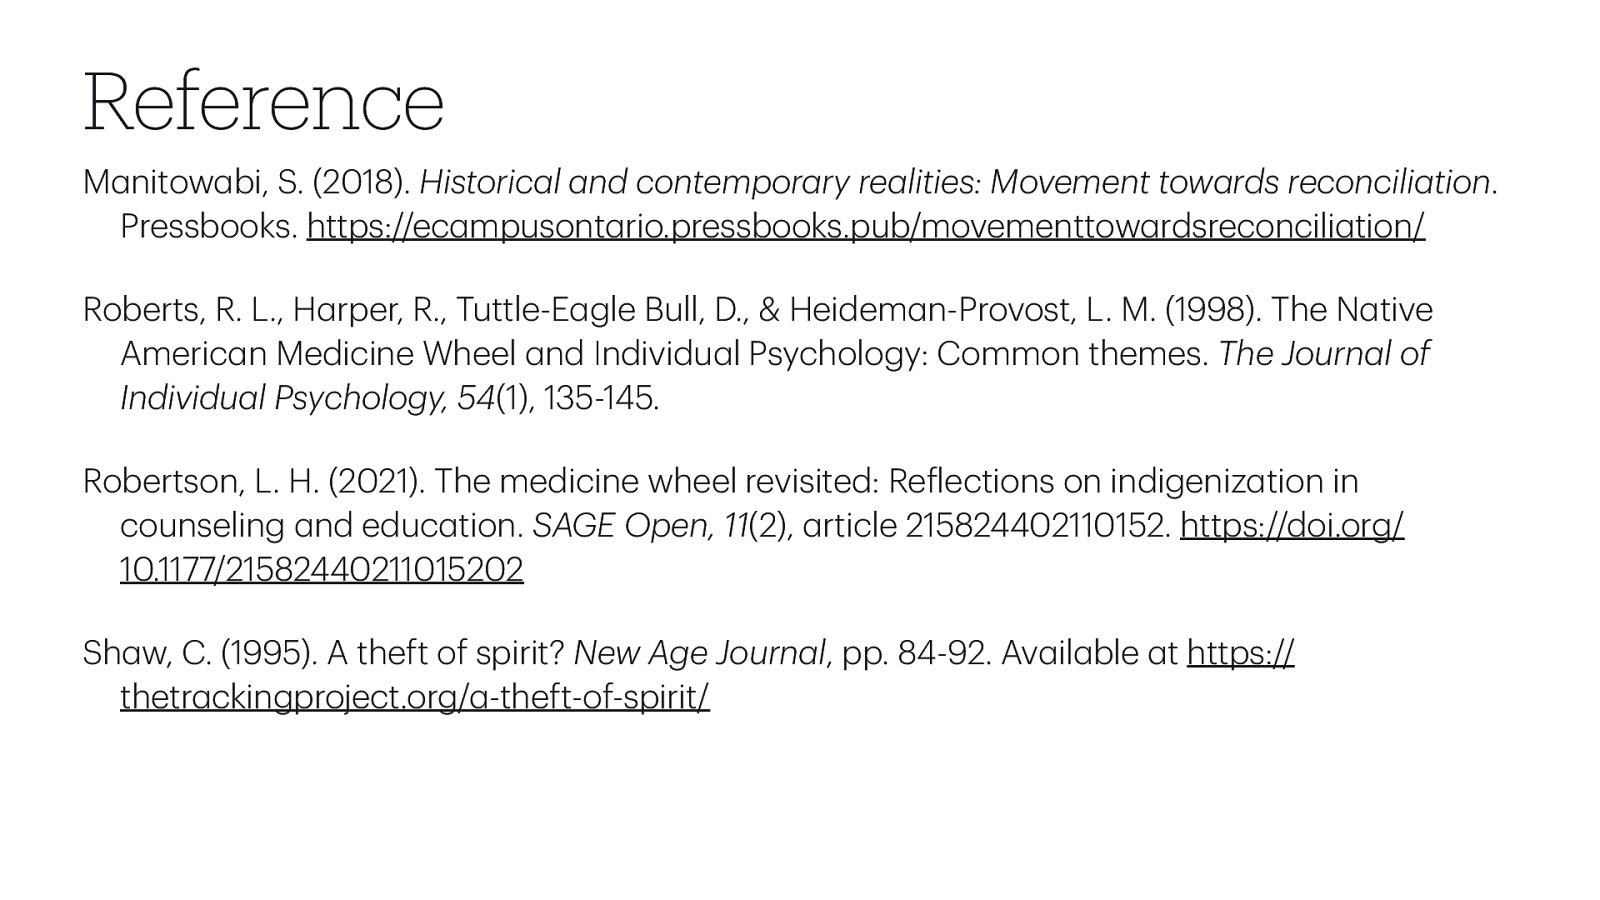 Reference
Manitowabi, S. (2018). Historical and contemporary realities: Movement towards reconciliation.
Pressbooks. https://ecampusontario.pressbooks.pub/movementtowardsreconciliation/
Roberts, R. L., Harper, R., Tuttle-Eagle Bull, D., & Heideman-Provost, L. M. (1998). The Native
American Medicine Wheel and Individual Psychology: Common themes. The Journal of
Individual Psychology, 54(1), 135-145.
Robertson, L. H. (2021). The medicine wheel revisited: Reflections on indigenization in
counseling and education. SAGE Open, 11(2), article 215824402110152. https://doi.org/
10.1177/21582440211015202
Shaw, C. (1995). A theft of spirit? New Age Journal, pp. 84-92. Available at https://
thetrackingproject.org/a-theft-of-spirit/